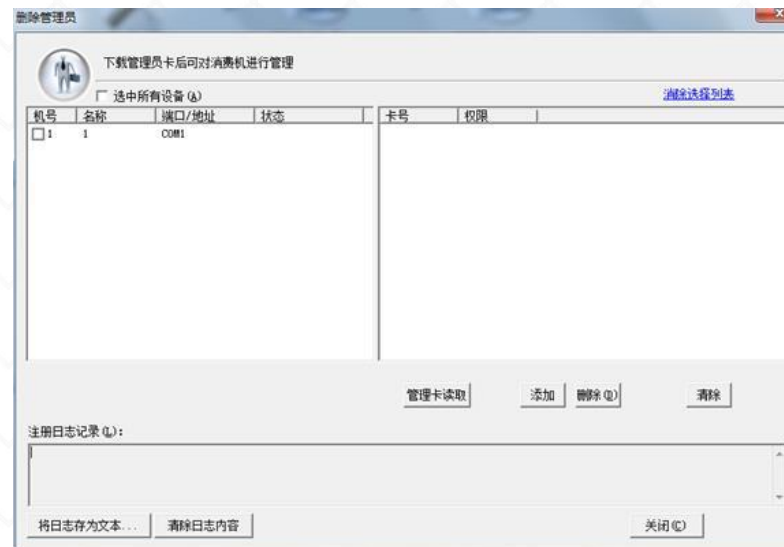 删除管理员
下载管理员卡后可对消费机进行管理
选中所有设备(A)
消除选择列表
机号 名称 端口/地址 状态 卡号 权限
1 1 COM1
管理卡读取 添加 删除(D) 清除
注册日志记录(L):
将日志存为文本... 清除日志内容 关闭(C)